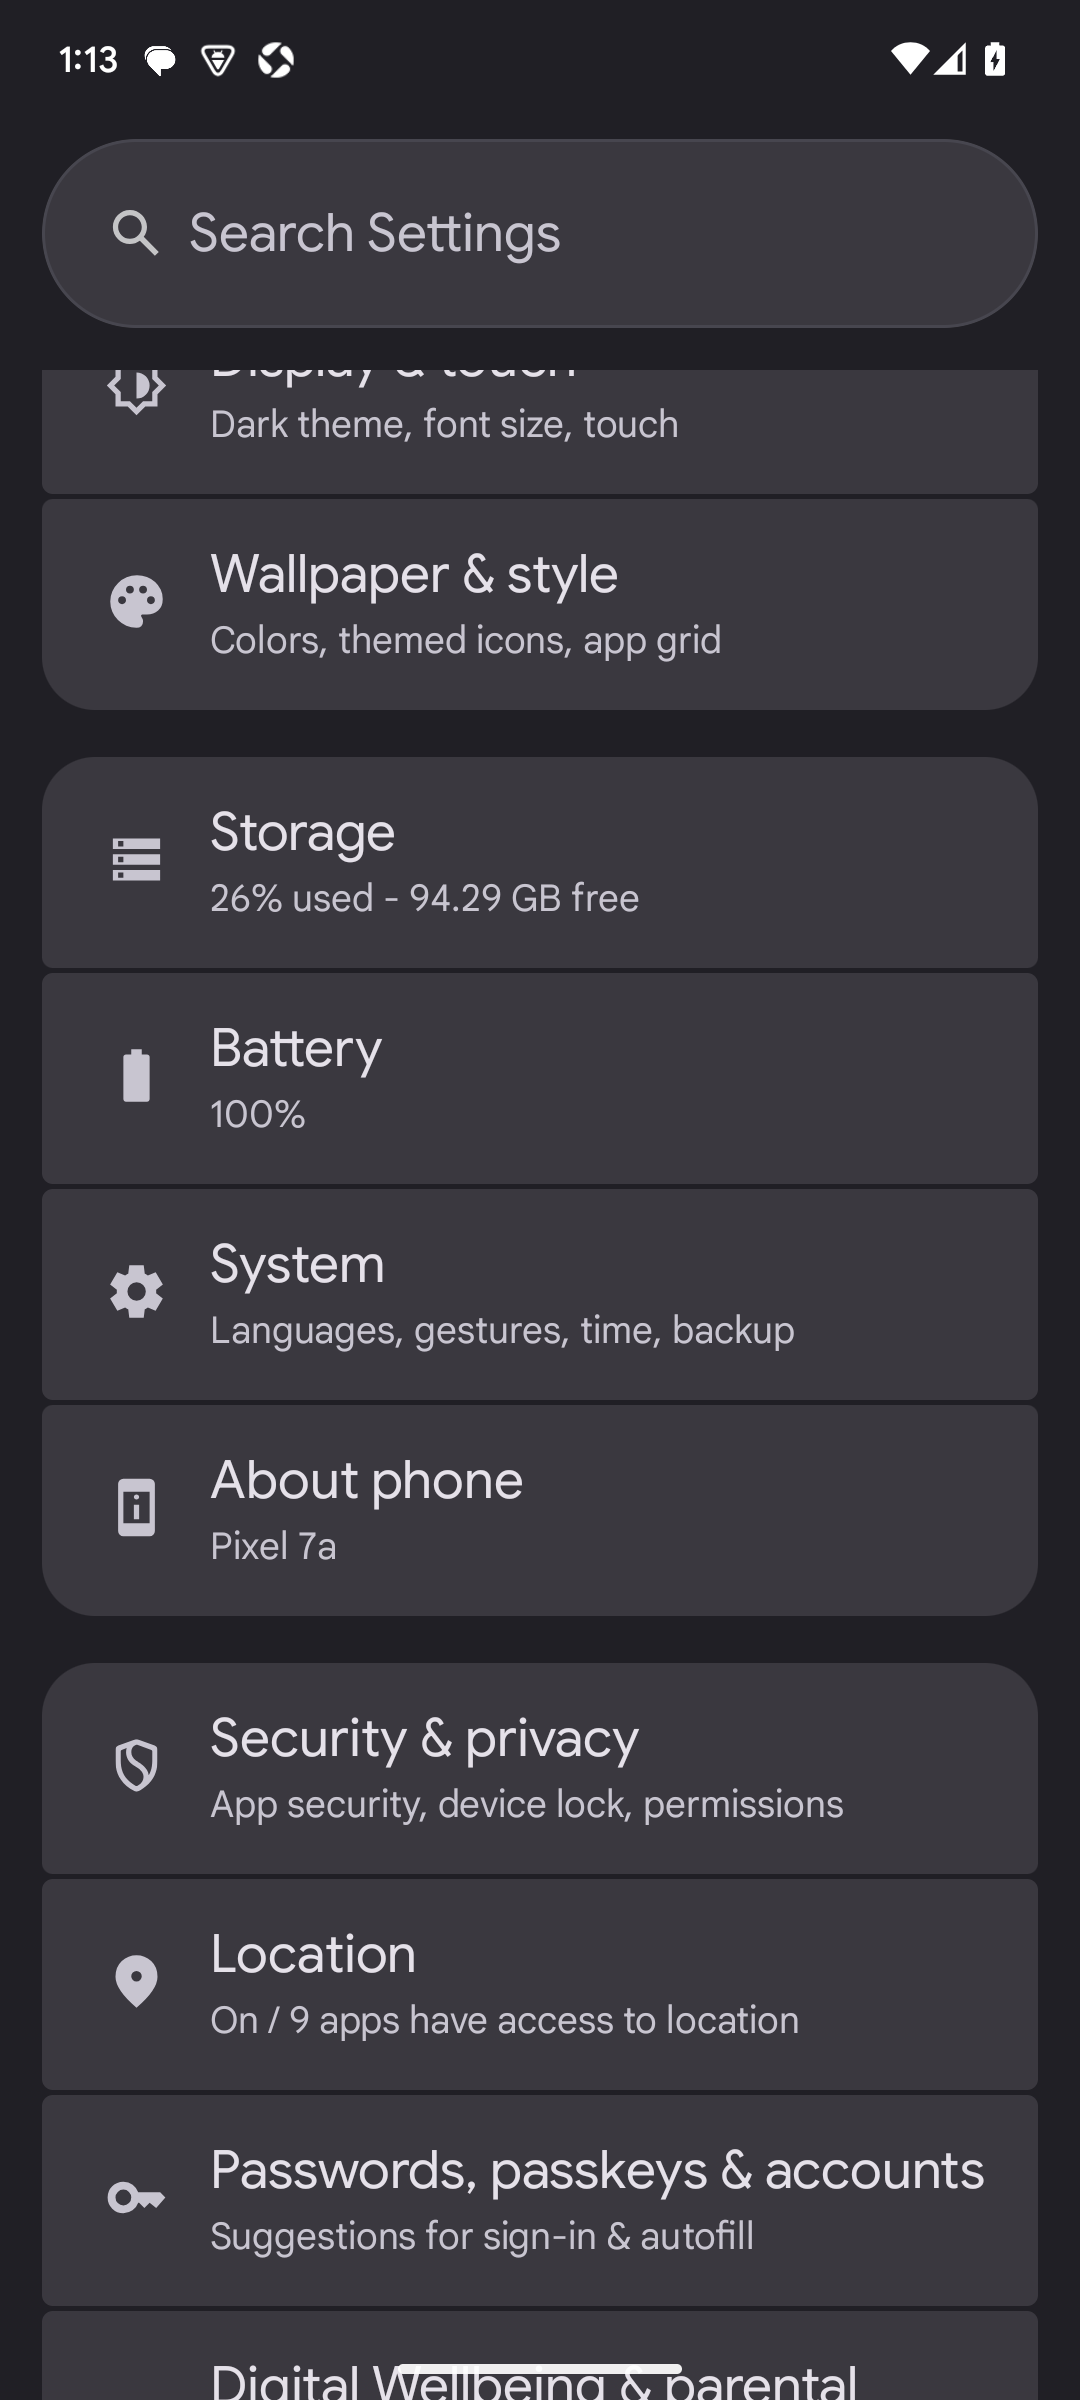 1:13
Search Settings
Display & touch
Dark theme, font size, touch
Wallpaper & style
Colors, themed icons, app grid
Storage
26% used - 94.29 GB free
Battery
100%
System
Languages, gestures, time, backup
About phone
Pixel 7a
Security & privacy
App security, device lock, permissions
Location
On / 9 apps have access to location
Passwords, passkeys & accounts
Suggestions for sign-in & autofill
Digital Wellbeing & parental